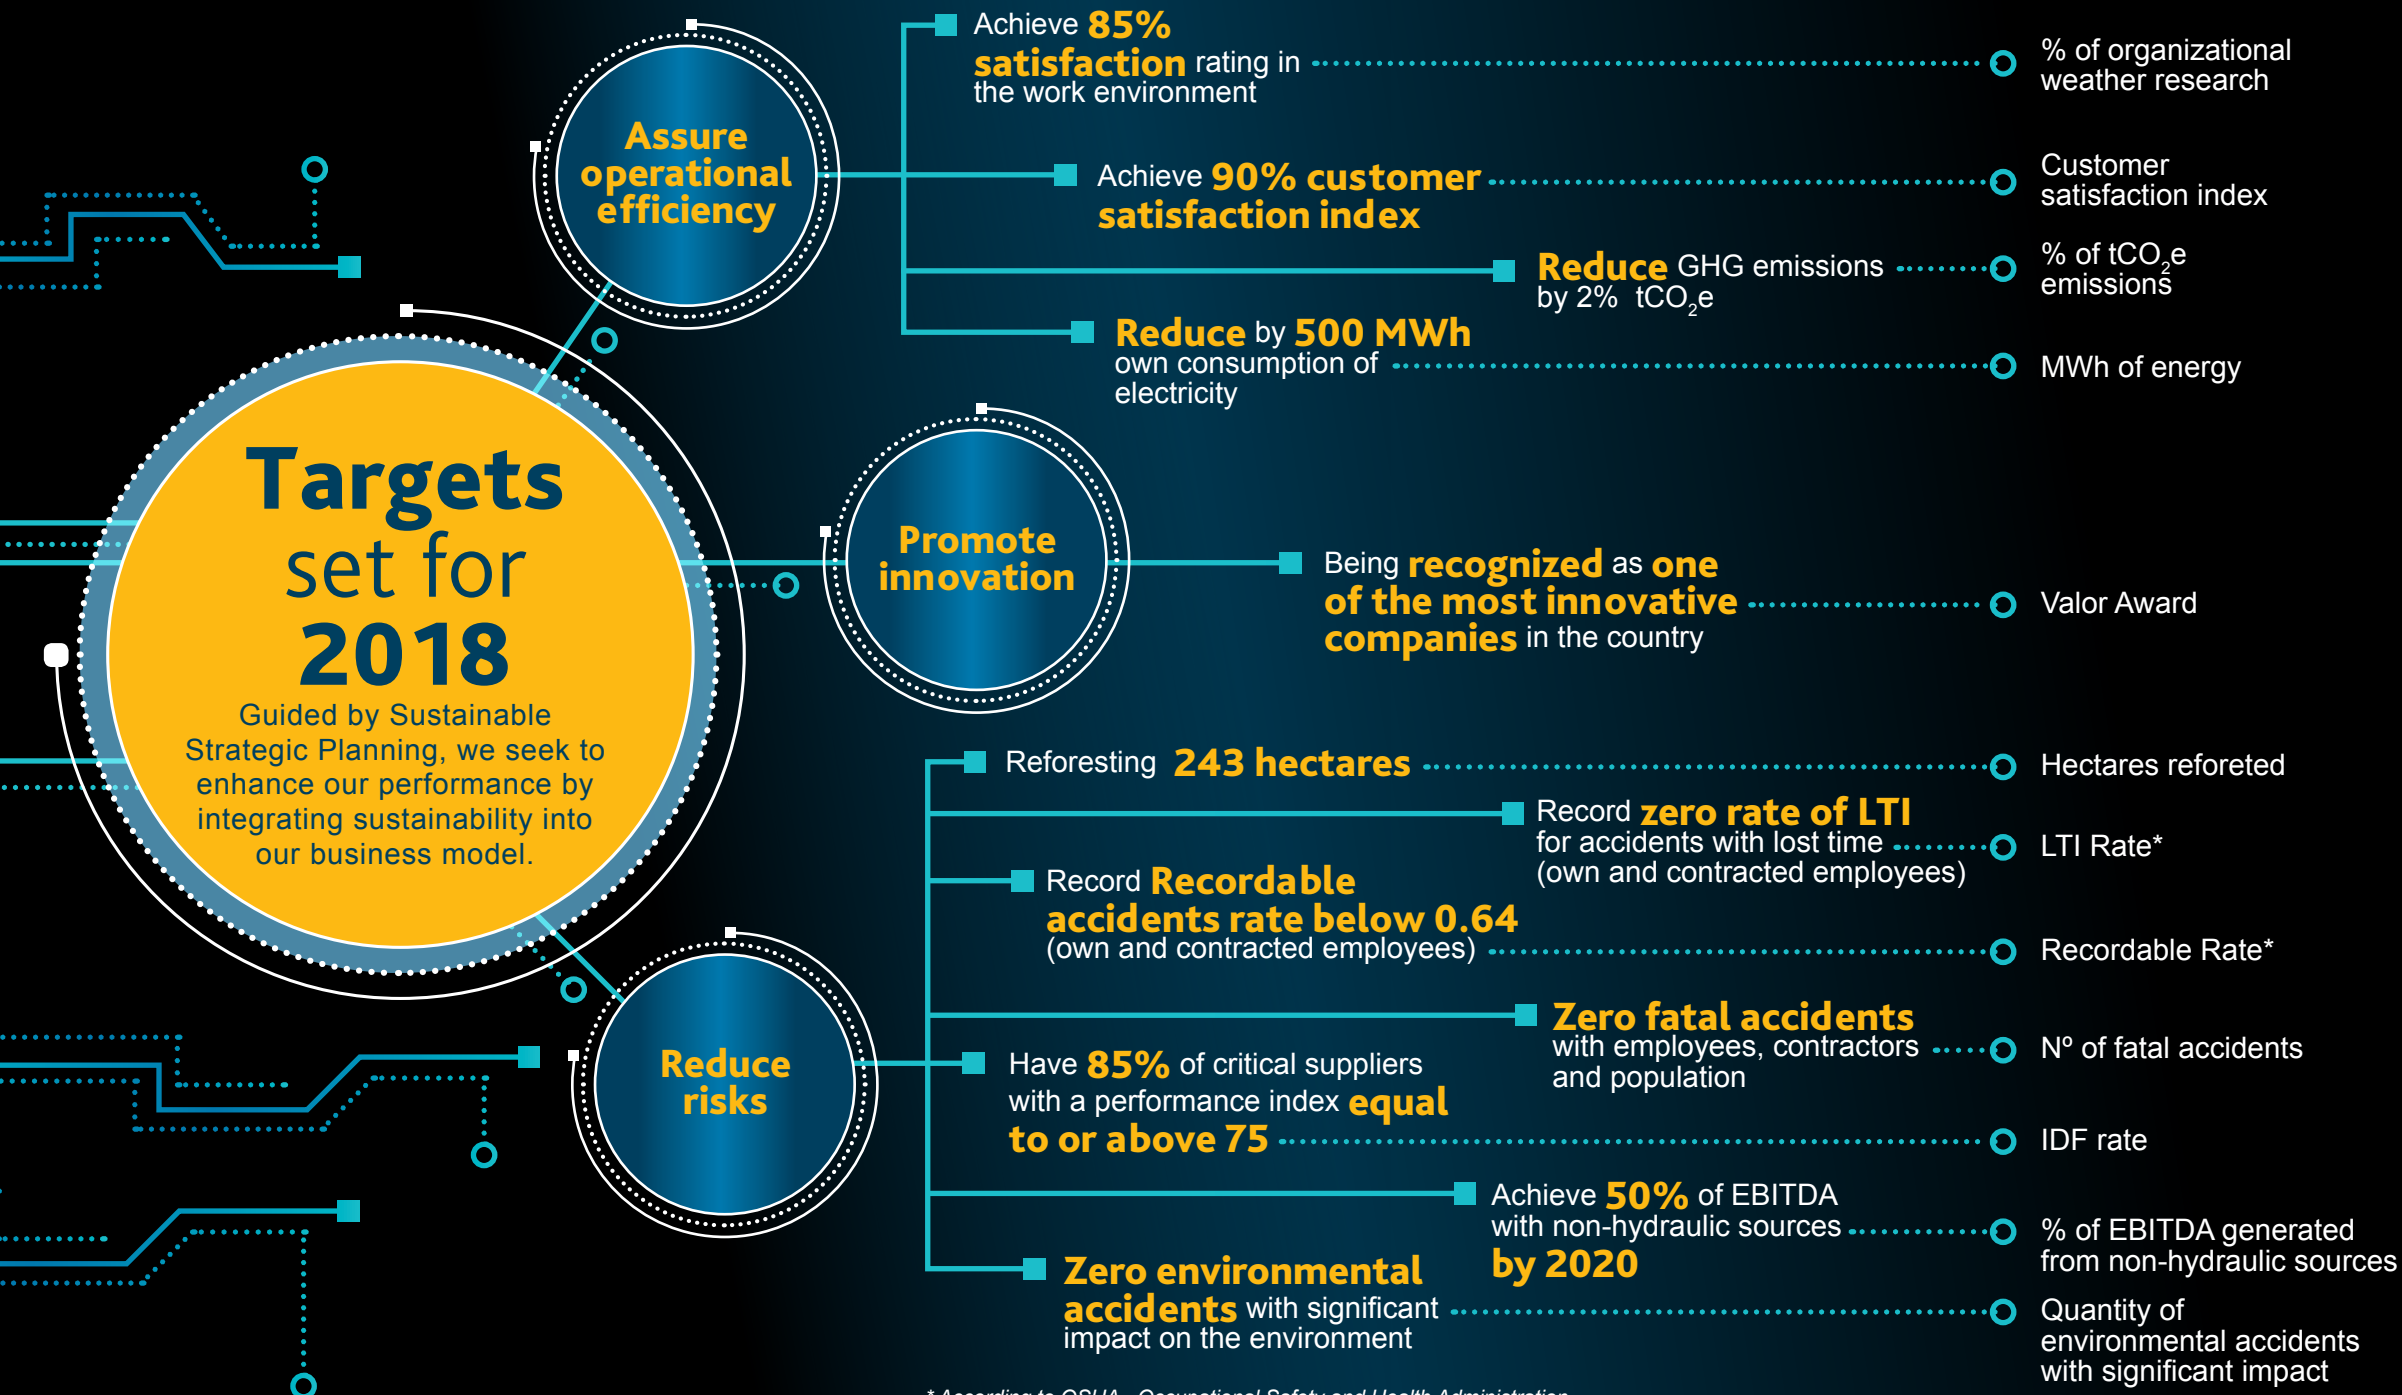 Targets
set for
2018
Guided by Sustainable
Strategic Planning, we seek to
enhance our performance by
integrating sustainability into
our business model.
Assure
operational
efficiency
Achieve 85%
satisfaction rating in
the work environment
% of organizational
weather research
Achieve 90% customer
satisfaction index
Customer
satisfaction index
Reduce GHG emissions
by 2% tCO2e
% of tCO2e
emissions
Reduce by 500 MWh
own consumption of
electricity
MWh of energy
Promote
innovation
Being recognized as one
of the most innovative
companies in the country
Valor Award
Reduce
risks
Reforesting 243 hectares
Hectares reforeted
Record zero rate of LTI
for accidents with lost time
(own and contracted employees)
LTI Rate*
Record Recordable
accidents rate below 0.64
(own and contracted employees)
Recordable Rate*
Zero fatal accidents
with employees, contractors
and population
Nº of fatal accidents
Have 85% of critical suppliers
with a performance index equal
to or above 75
IDF rate
Achieve 50% of EBITDA
with non-hydraulic sources
by 2020
% of EBITDA generated
from non-hydraulic sources
Zero environmental
accidents with significant
impact on the environment
Quantity of
environmental accidents
with significant impact
* According to OSHA - Occupational Safety and Health Administration